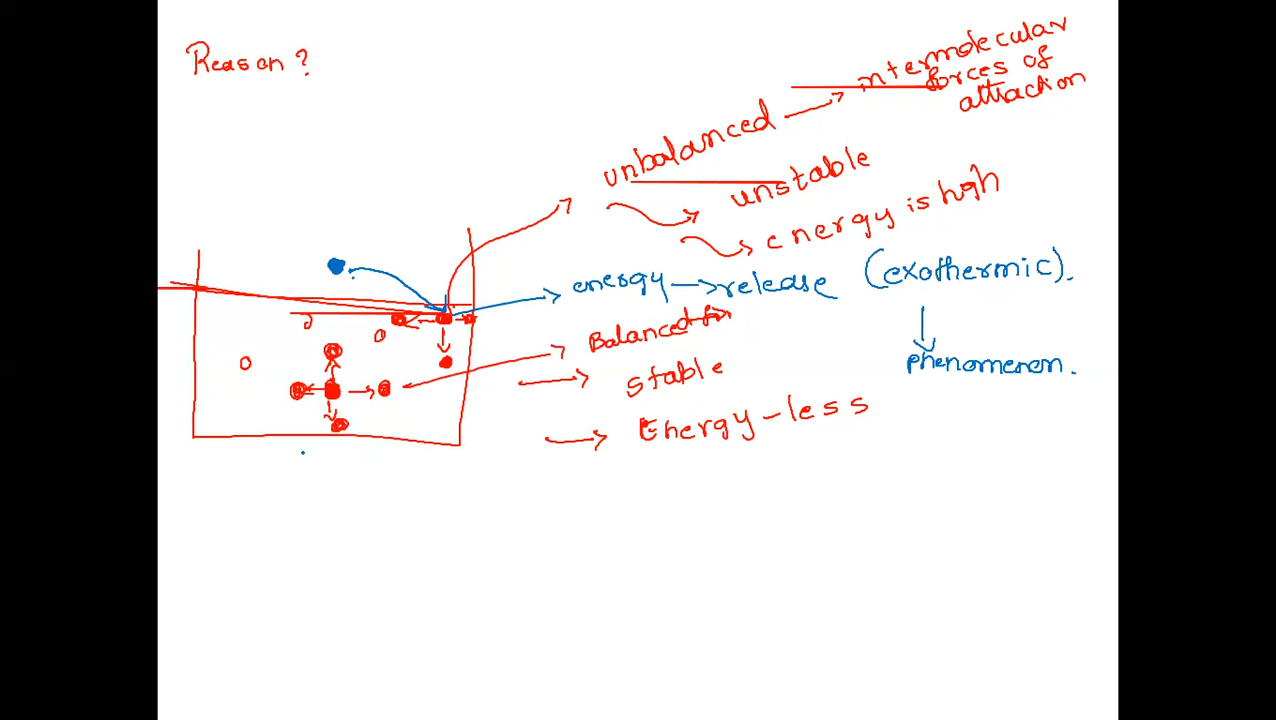 Reason?
intermolecular
forces of
attraction
unbalanced
unstable
energy is high
energy → release (exothermic).
Balanced
phenomenon.
stable
Energy-less